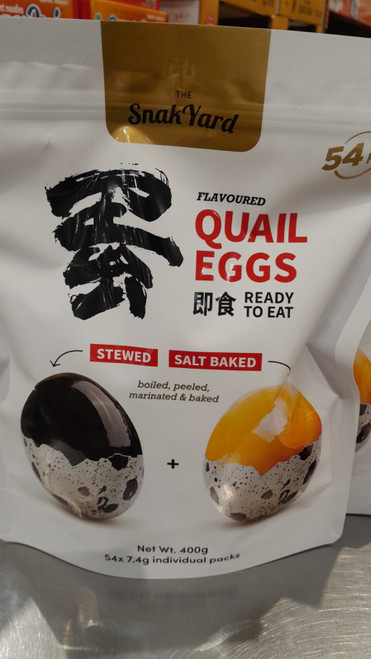 THE
SnakYard
54
FLAVOURED
QUAIL
EGGS
即食 READY
TO EAT
STEWED
SALT BAKED
boiled, peeled,
marinated & baked
+
Net Wt. 400g
54x 7.4g individual packs